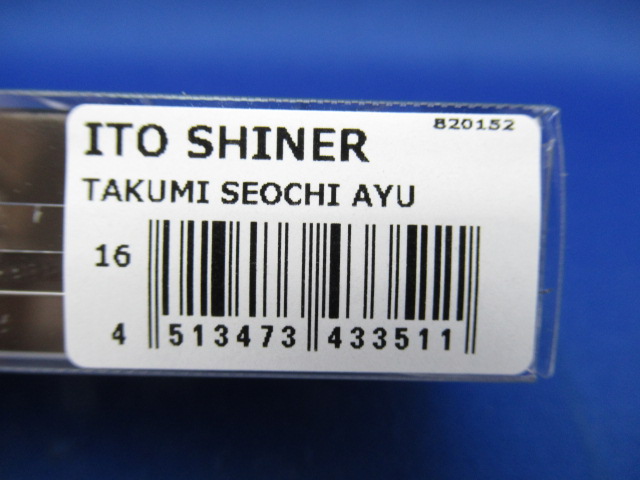 820152
ITO SHINER
TAKUMI SEOCHI AYU
16
4 513473 433511